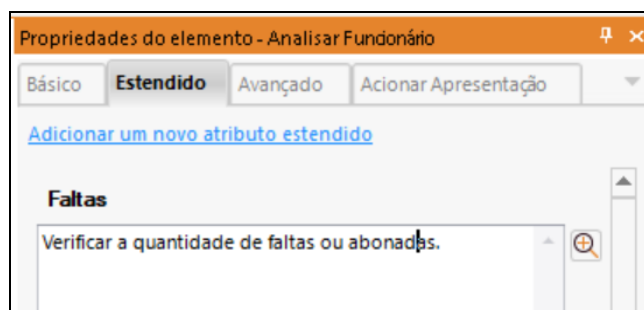 Propriedades do elemento - Analisar Funcionário
Básico Estendido Avançado Acionar Apresentação
Adicionar um novo atributo estendido
Faltas
Verificar a quantidade de faltas ou abonadas.